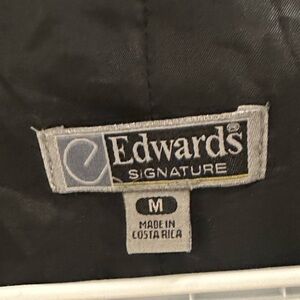 e Edwards®
SIGNATURE
M
MADE IN
COSTA RICA